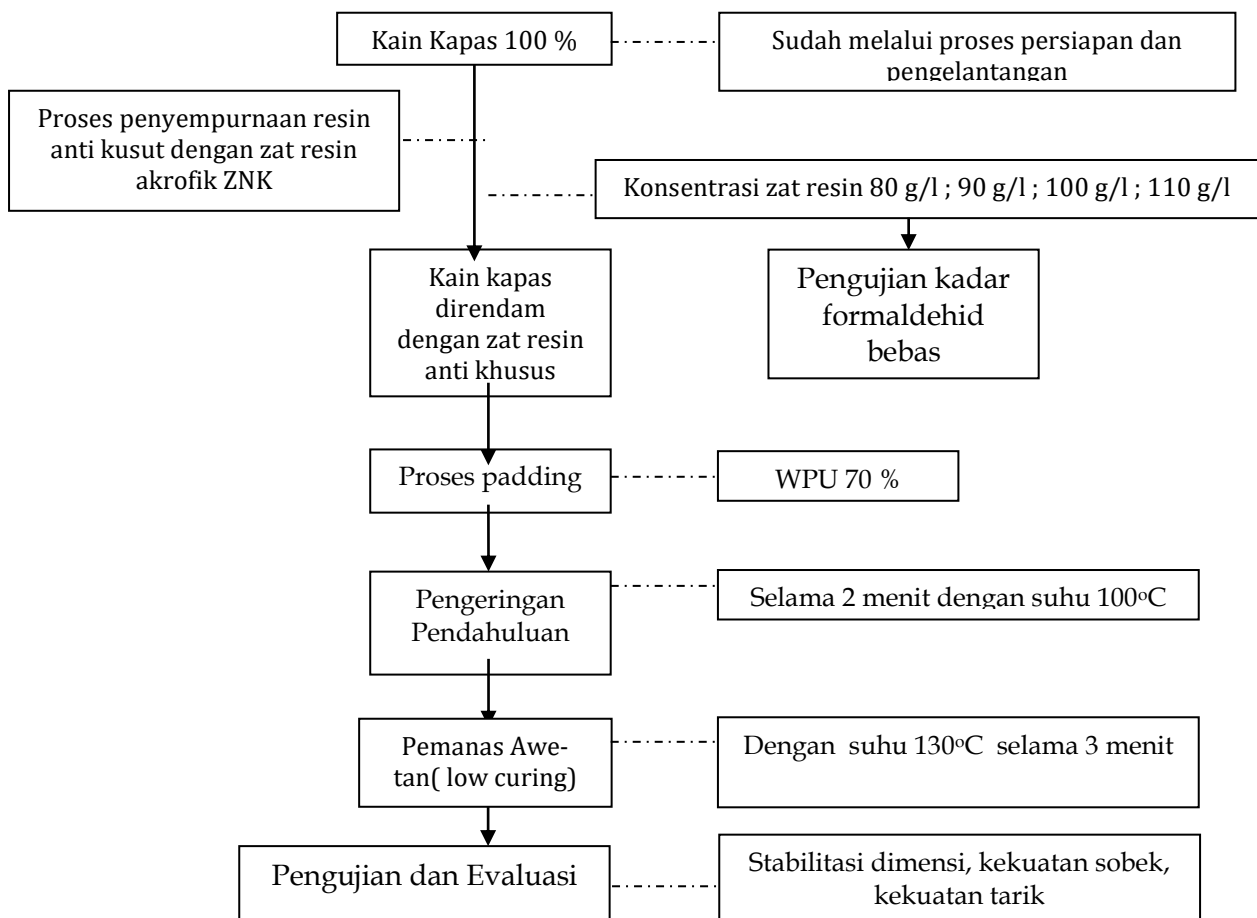 Kain Kapas 100 %
Sudah melalui proses persiapan dan
pengelantangan
Proses penyempurnaan resin
anti kusut dengan zat resin
akrofik ZNK
Konsentrasi zat resin 80 g/l ; 90 g/l ; 100 g/l ; 110 g/l
Kain kapas
direndam
dengan zat resin
anti khusus
Pengujian kadar
formaldehid
bebas
Proses padding
WPU 70 %
Pengeringan
Pendahuluan
Selama 2 menit dengan suhu 100°C
Pemanas Awe-
tan( low curing)
Dengan suhu 130°C selama 3 menit
Pengujian dan Evaluasi
Stabilitasi dimensi, kekuatan sobek,
kekuatan tarik